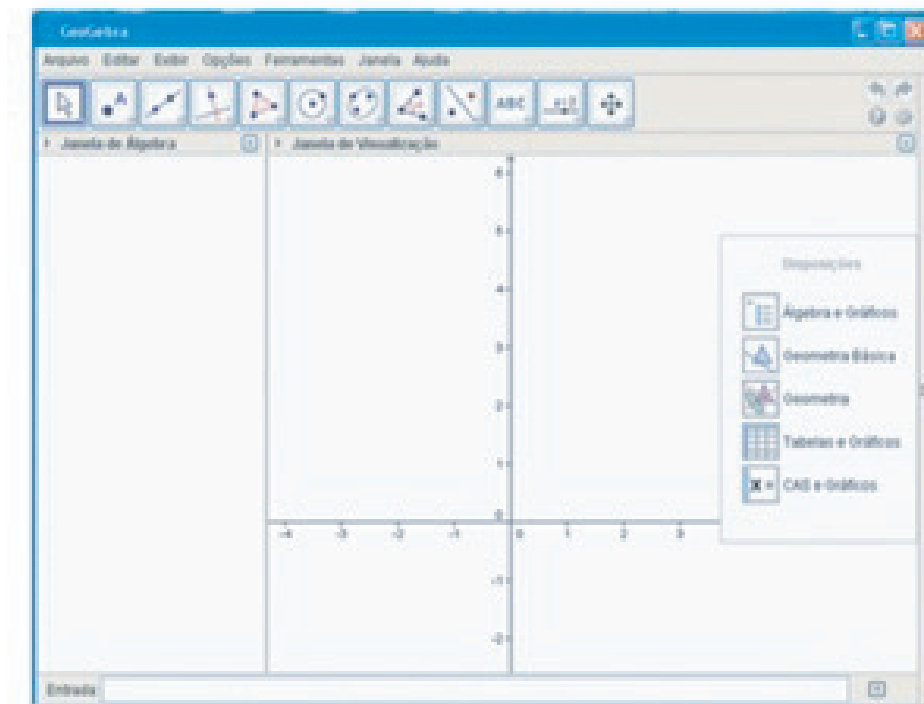 GeoGebra
Arquivo Editar Exibir Opções Ferramentas Janela Ajuda
ABC
a=2
Janela de Álgebra
Janela de Visualização
6
5
4
3
2
1
0
-4 -3 -2 -1 0 1 2 3
-1
-2
Disposições
Álgebra e Gráficos
Geometria Básica
Geometria
Tabelas e Gráficos
X = CAS e Gráficos
Entrada